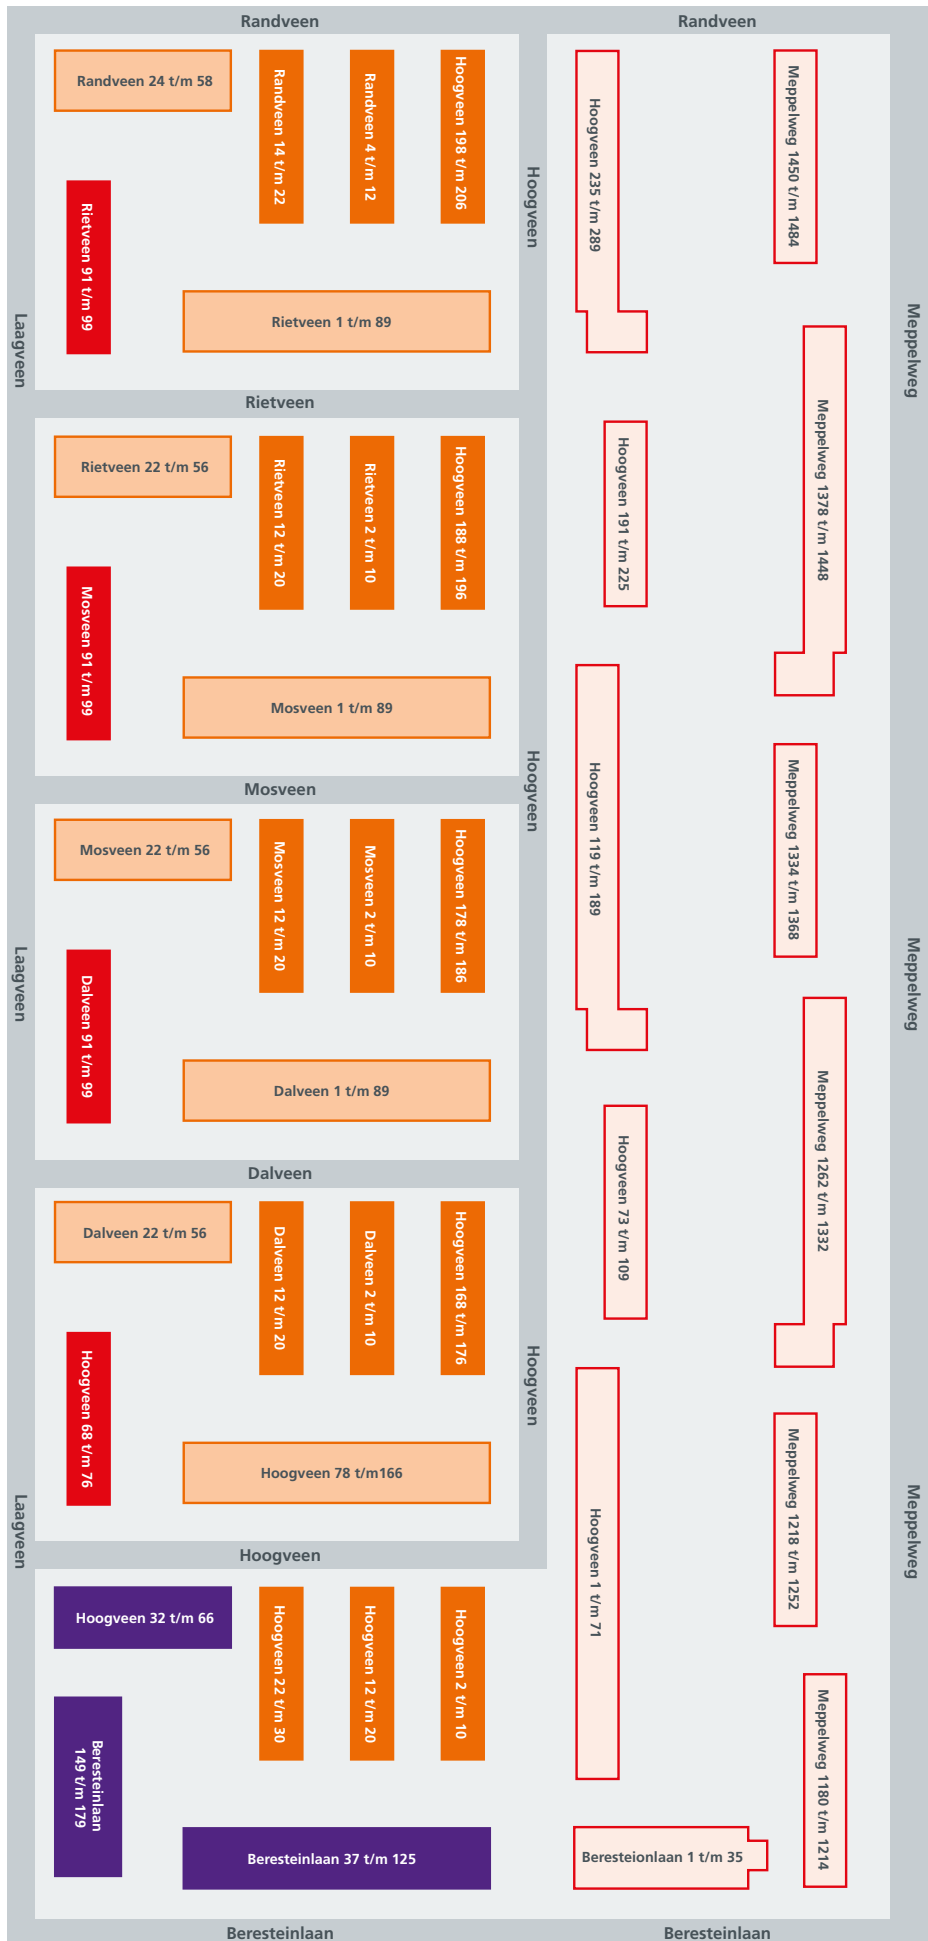 Randveen
Randveen
Randveen 24 t/m 58
Randveen 14 t/m 22
Randveen 4 t/m 12
Hoogveen 198 t/m 206
Rietveen 91 t/m 99
Rietveen 1 t/m 89
Laagveen
Hoogveen
Hoogveen 235 t/m 289
Meppelweg 1450 t/m 1484
Meppelweg
Rietveen
Rietveen 22 t/m 56
Rietveen 12 t/m 20
Rietveen 2 t/m 10
Hoogveen 188 t/m 196
Mosveen 91 t/m 99
Mosveen 1 t/m 89
Hoogveen 191 t/m 225
Meppelweg 1378 t/m 1448
Mosveen
Hoogveen
Mosveen 22 t/m 56
Mosveen 12 t/m 20
Mosveen 2 t/m 10
Hoogveen 178 t/m 186
Dalveen 91 t/m 99
Dalveen 1 t/m 89
Laagveen
Hoogveen 119 t/m 189
Meppelweg 1334 t/m 1368
Meppelweg
Dalveen
Dalveen 22 t/m 56
Dalveen 12 t/m 20
Dalveen 2 t/m 10
Hoogveen 168 t/m 176
Hoogveen 68 t/m 76
Hoogveen 78 t/m166
Laagveen
Hoogveen
Hoogveen 73 t/m 109
Meppelweg 1262 t/m 1332
Hoogveen
Hoogveen 32 t/m 66
Hoogveen 22 t/m 30
Hoogveen 12 t/m 20
Hoogveen 2 t/m 10
Beresteinlaan
149 t/m 179
Beresteinlaan 37 t/m 125
Hoogveen 1 t/m 71
Meppelweg 1218 t/m 1252
Meppelweg
Meppelweg 1180 t/m 1214
Beresteionlaan 1 t/m 35
Beresteinlaan
Beresteinlaan